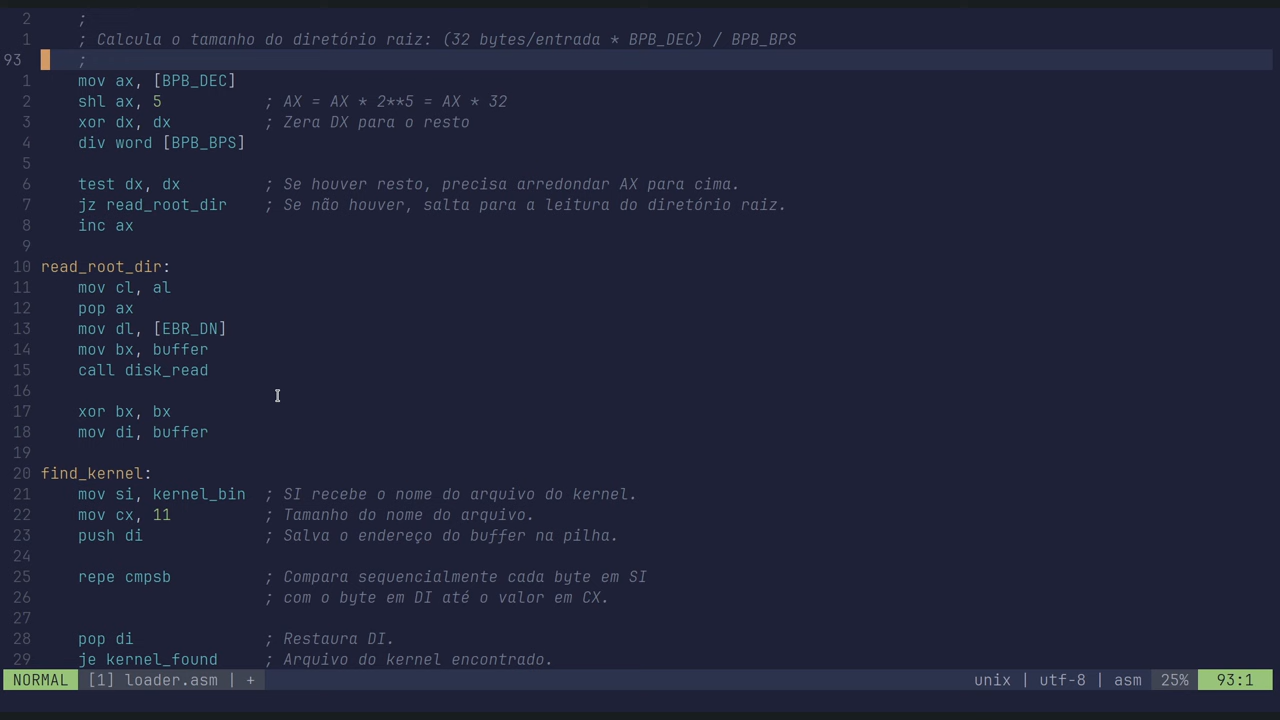 2 ;
1 ; Calcula o tamanho do diretório raiz: (32 bytes/entrada * BPB_DEC) / BPB_BPS
93 ;
1 mov ax, [BPB_DEC]
2 shl ax, 5 ; AX = AX * 2**5 = AX * 32
3 xor dx, dx ; Zera DX para o resto
4 div word [BPB_BPS]
5
6 test dx, dx ; Se houver resto, precisa arredondar AX para cima.
7 jz read_root_dir ; Se não houver, salta para a leitura do diretório raiz.
8 inc ax
9
10 read_root_dir:
11 mov cl, al
12 pop ax
13 mov dl, [EBR_DN]
14 mov bx, buffer
15 call disk_read
16
17 xor bx, bx
18 mov di, buffer
19
20 find_kernel:
21 mov si, kernel_bin ; SI recebe o nome do arquivo do kernel.
22 mov cx, 11 ; Tamanho do nome do arquivo.
23 push di ; Salva o endereço do buffer na pilha.
24
25 repe cmpsb ; Compara sequencialmente cada byte em SI
26 ; com o byte em DI até o valor em CX.
27
28 pop di ; Restaura DI.
29 je kernel_found ; Arquivo do kernel encontrado.
NORMAL [1] loader.asm | + unix | utf-8 | asm 25% 93:1